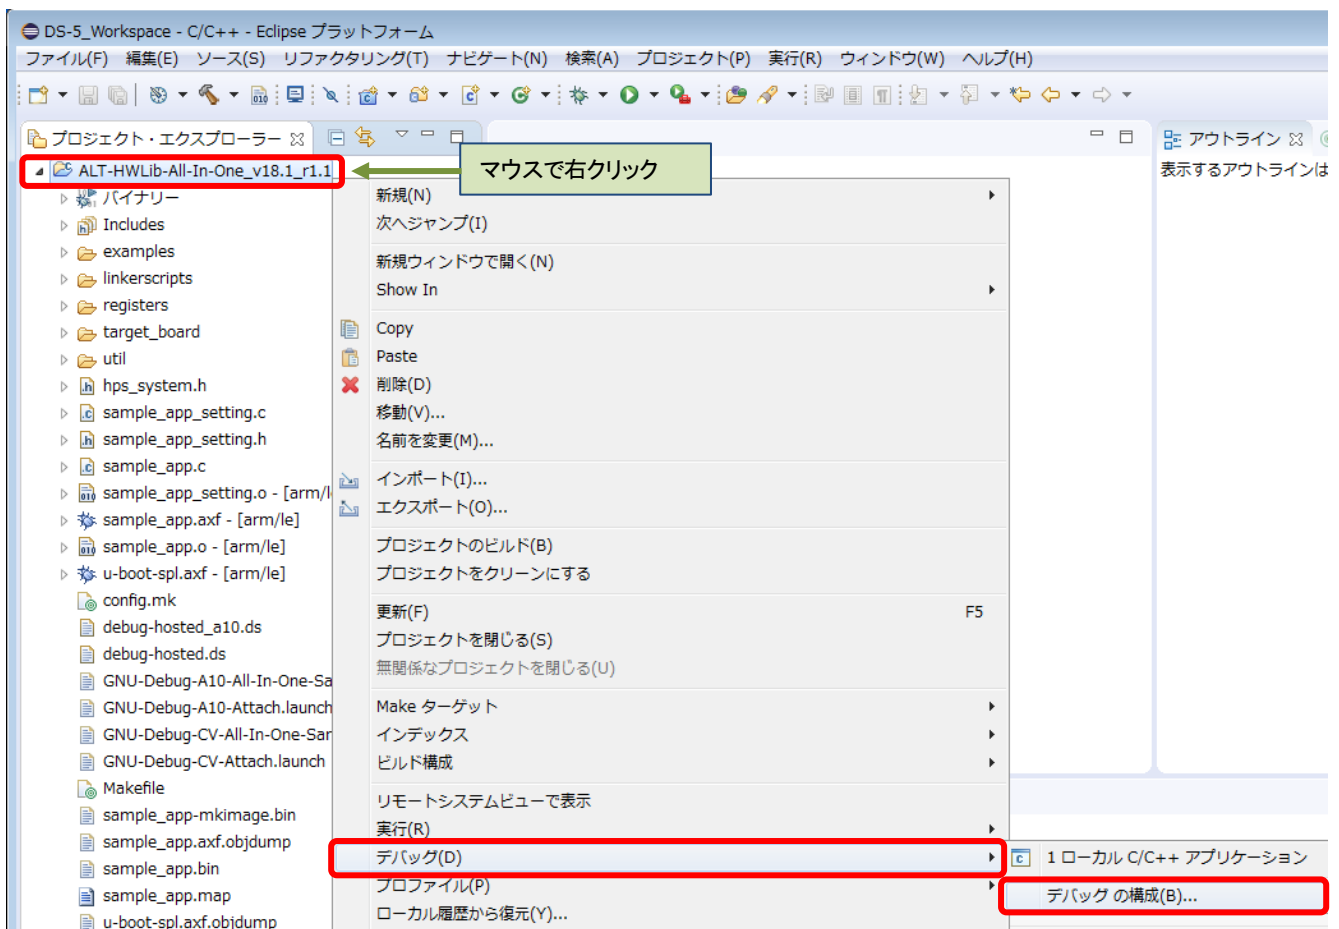 DS-5_Workspace - C/C++ - Eclipse プラットフォーム
ファイル(F) 編集(E) ソース(S) リファクタリング(T) ナビゲート(N) 検索(A) プロジェクト(P) 実行(R) ウィンドウ(W) ヘルプ(H)
プロジェクト・エクスプローラー
アウトライン
表示するアウトラインは
ALT-HWLib-All-In-One_v18.1_r1.1
マウスで右クリック
バイナリー
Includes
examples
linkerscripts
registers
target_board
util
hps_system.h
sample_app_setting.c
sample_app_setting.h
sample_app.c
sample_app_setting.o - [arm/l
sample_app.axf - [arm/le]
sample_app.o - [arm/le]
u-boot-spl.axf - [arm/le]
config.mk
debug-hosted_a10.ds
debug-hosted.ds
GNU-Debug-A10-All-In-One-Sa
GNU-Debug-A10-Attach.launch
GNU-Debug-CV-All-In-One-Sar
GNU-Debug-CV-Attach.launch
Makefile
sample_app-mkimage.bin
sample_app.axf.objdump
sample_app.bin
sample_app.map
u-boot-spl.axf.objdump
新規(N)
次へジャンプ(I)
新規ウィンドウで開く(N)
Show In
Copy
Paste
削除(D)
移動(V)...
名前を変更(M)...
インポート(I)...
エクスポート(O)...
プロジェクトのビルド(B)
プロジェクトをクリーンにする
更新(F) F5
プロジェクトを閉じる(S)
無関係なプロジェクトを閉じる(U)
Make ターゲット
インデックス
ビルド構成
リモートシステムビューで表示
実行(R)
デバッグ(D)
プロファイル(P)
ローカル履歴から復元(Y)...
1 ローカル C/C++ アプリケーション
デバッグ の構成(B)...